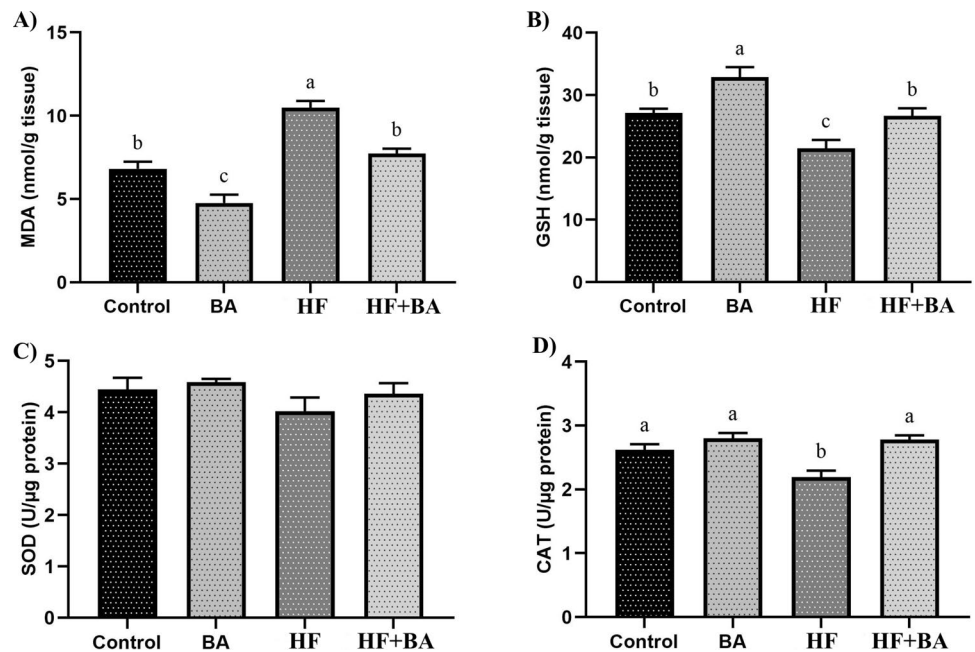 A)
MDA (nmol/g tissue)
15
10
5
0
b
c
a
b
Control BA HF HF+BA
B)
GSH (nmol/g tissue)
40
30
20
10
0
b
a
c
b
Control BA HF HF+BA
C)
SOD (U/µg protein)
5
4
3
2
1
0
Control BA HF HF+BA
D)
CAT (U/µg protein)
4
3
2
1
0
a
a
b
a
Control BA HF HF+BA